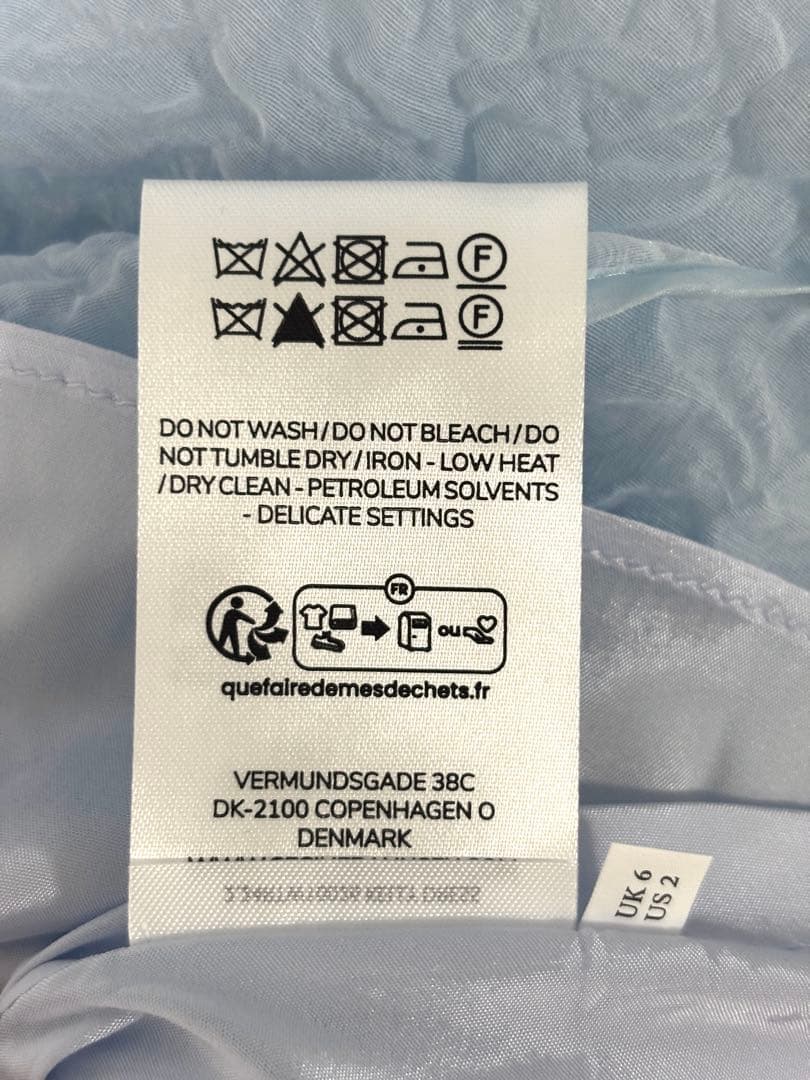 F
F
DO NOT WASH / DO NOT BLEACH / DO
NOT TUMBLE DRY / IRON - LOW HEAT
/ DRY CLEAN - PETROLEUM SOLVENTS
- DELICATE SETTINGS
FR
ou
quefairedemesdechets.fr
VERMUNDSGADE 38C
DK-2100 COPENHAGEN O
DENMARK
UK 6
US 2